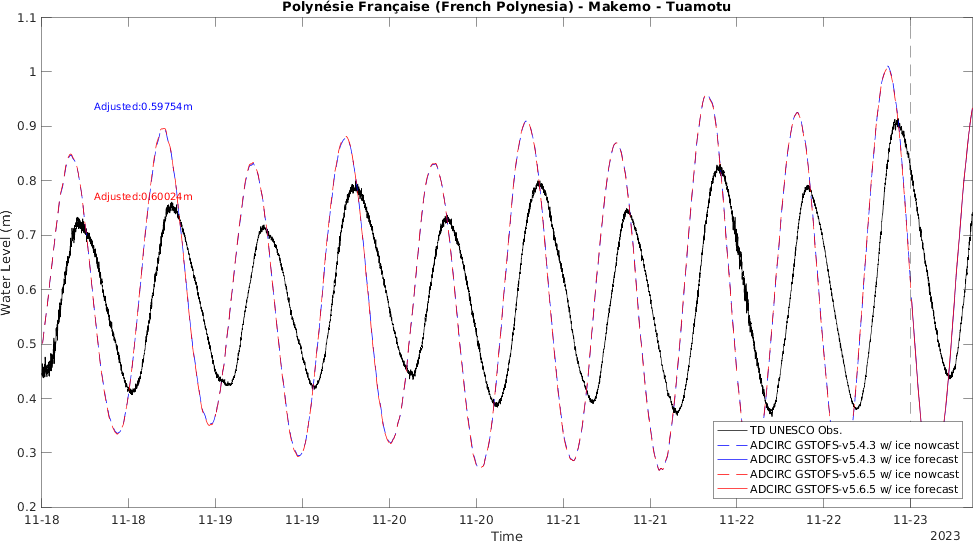 Polynésie Française (French Polynesia) - Makemo - Tuamotu
1.1
1
0.9
0.8
0.7
0.6
0.5
0.4
0.3
0.2
Water Level (m)
Adjusted:0.59754m
Adjusted:0.60024m
TD UNESCO Obs.
ADCIRC GSTOFS-v5.4.3 w/ ice nowcast
ADCIRC GSTOFS-v5.4.3 w/ ice forecast
ADCIRC GSTOFS-v5.6.5 w/ ice nowcast
ADCIRC GSTOFS-v5.6.5 w/ ice forecast
11-18 11-18 11-19 11-19 11-20 11-20 11-21 11-21 11-22 11-22 11-23
Time
2023